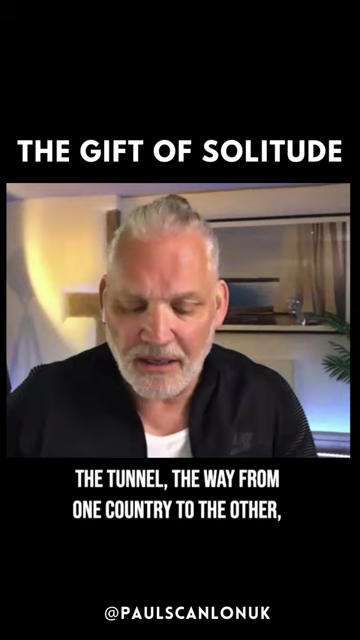 THE GIFT OF SOLITUDE
THE TUNNEL, THE WAY FROM
ONE COUNTRY TO THE OTHER,
@PAULSCANLONUK